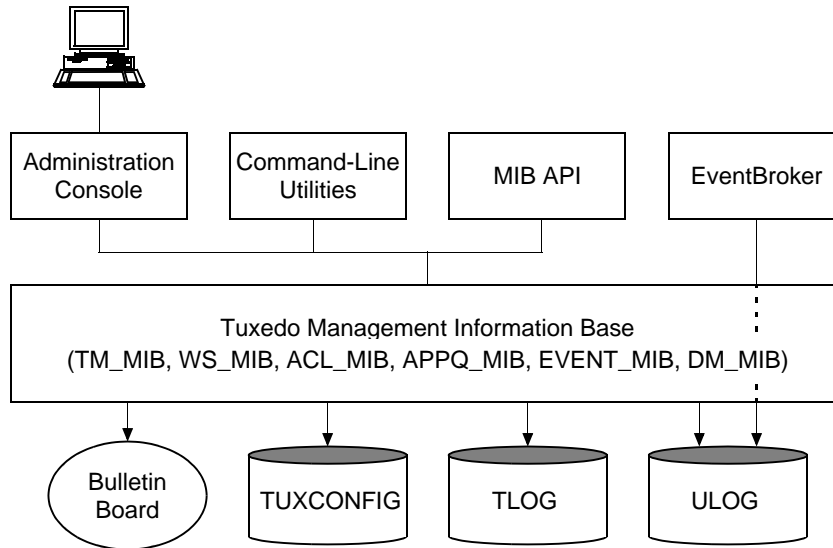 Administration
Console
Command-Line
Utilities
MIB API
EventBroker
Tuxedo Management Information Base
(TM_MIB, WS_MIB, ACL_MIB, APPQ_MIB, EVENT_MIB, DM_MIB)
Bulletin
Board
TUXCONFIG
TLOG
ULOG